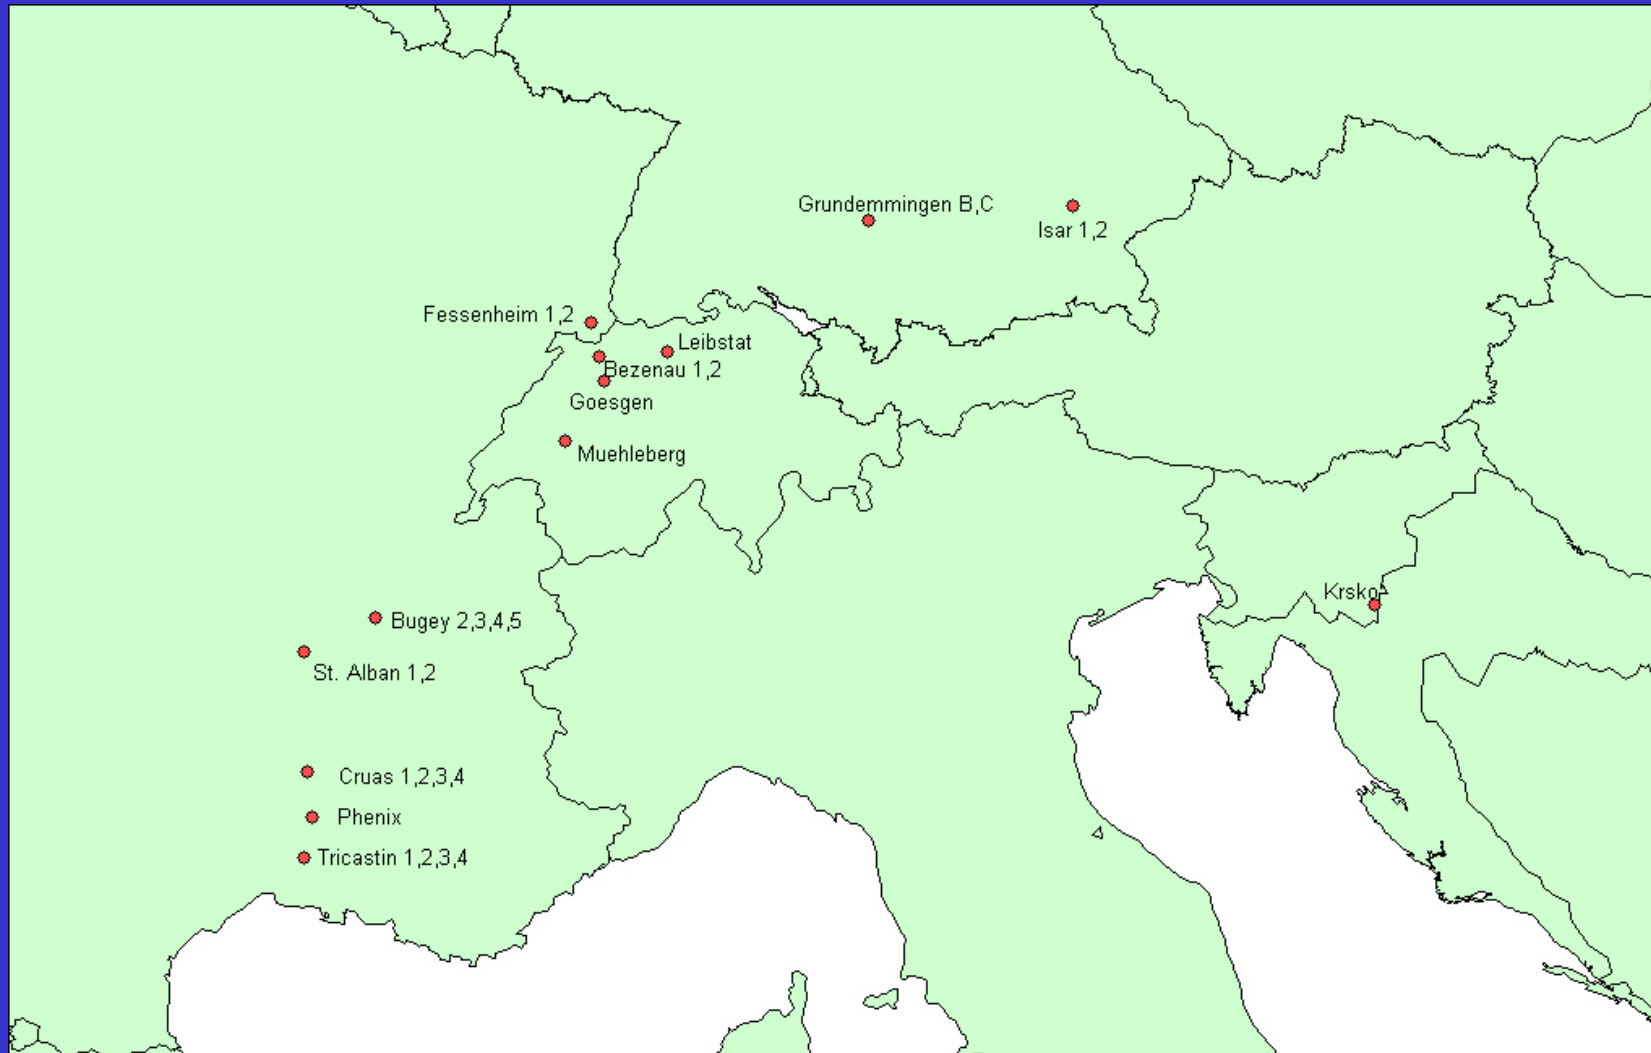 Grundemmingen B,C
Isar 1,2
Fessenheim 1,2
Leibstat
Bezenau 1,2
Goesgen
Muehleberg
Krsko
Bugey 2,3,4,5
St. Alban 1,2
Cruas 1,2,3,4
Phenix
Tricastin 1,2,3,4